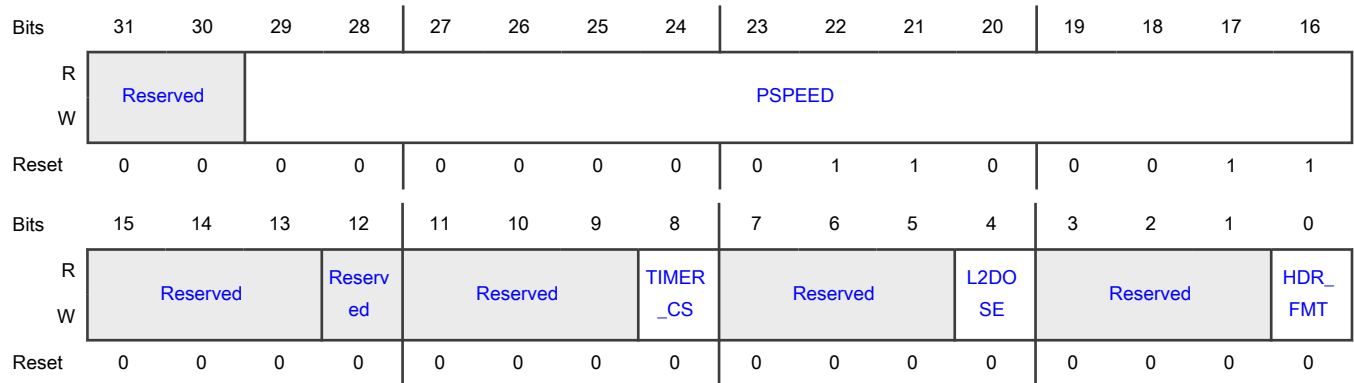 Bits 31 30 29 28 27 26 25 24 23 22 21 20 19 18 17 16
R
Reserved PSPEED
W
Reset 0 0 0 0 0 0 0 0 0 1 1 0 0 0 1 1
Bits 15 14 13 12 11 10 9 8 7 6 5 4 3 2 1 0
R Reserv TIMER L2DO HDR_
Reserved Reserved Reserved Reserved
W ed _CS SE FMT
Reset 0 0 0 0 0 0 0 0 0 0 0 0 0 0 0 0